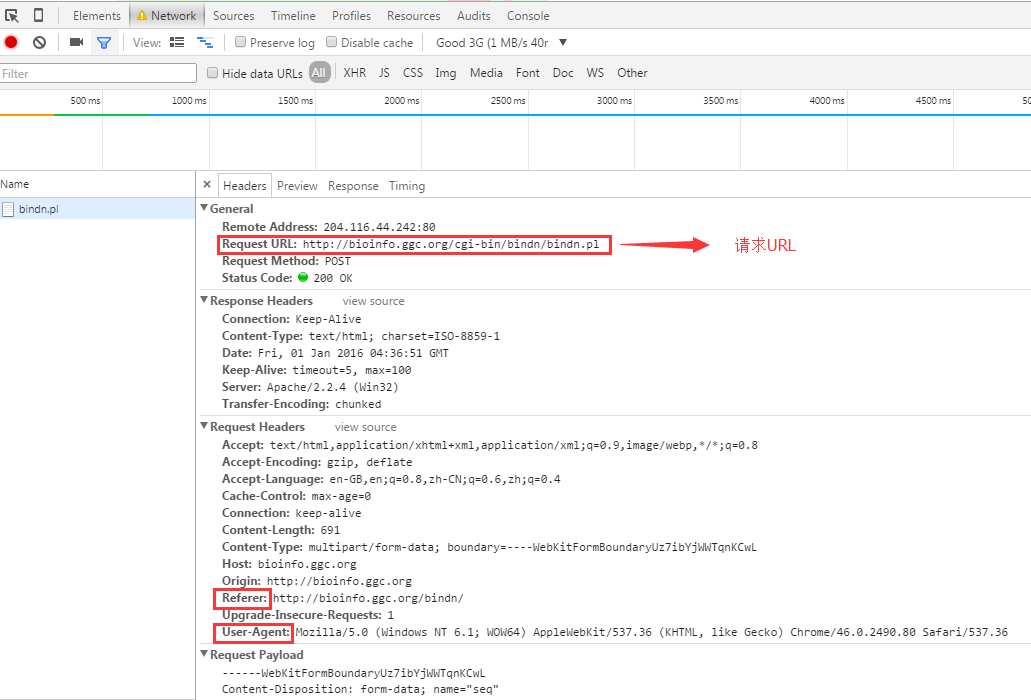 Elements Network Sources Timeline Profiles Resources Audits Console
View: Preserve log Disable cache Good 3G (1 MB/s 40r ▼
Filter Hide data URLs All XHR JS CSS Img Media Font Doc WS Other
500 ms 1000 ms 1500 ms 2000 ms 2500 ms 3000 ms 3500 ms 4000 ms 4500 ms 50
Name × Headers Preview Response Timing
bindn.pl
▼General
Remote Address: 204.116.44.242:80
Request URL: http://bioinfo.ggc.org/cgi-bin/bindn/bindn.pl 请求URL
Request Method: POST
Status Code: 200 OK
▼Response Headers view source
Connection: Keep-Alive
Content-Type: text/html; charset=ISO-8859-1
Date: Fri, 01 Jan 2016 04:36:51 GMT
Keep-Alive: timeout=5, max=100
Server: Apache/2.2.4 (Win32)
Transfer-Encoding: chunked
▼Request Headers view source
Accept: text/html,application/xhtml+xml,application/xml;q=0.9,image/webp,*/*;q=0.8
Accept-Encoding: gzip, deflate
Accept-Language: en-GB,en;q=0.8,zh-CN;q=0.6,zh;q=0.4
Cache-Control: max-age=0
Connection: keep-alive
Content-Length: 691
Content-Type: multipart/form-data; boundary=----WebKitFormBoundaryUz7ibYjWWTqnKCwL
Host: bioinfo.ggc.org
Origin: http://bioinfo.ggc.org
Referer: http://bioinfo.ggc.org/bindn/
Upgrade-Insecure-Requests: 1
User-Agent: Mozilla/5.0 (Windows NT 6.1; WOW64) AppleWebKit/537.36 (KHTML, like Gecko) Chrome/46.0.2490.80 Safari/537.36
▼Request Payload
------WebKitFormBoundaryUz7ibYjWWTqnKCwL
Content-Disposition: form-data; name="seq"